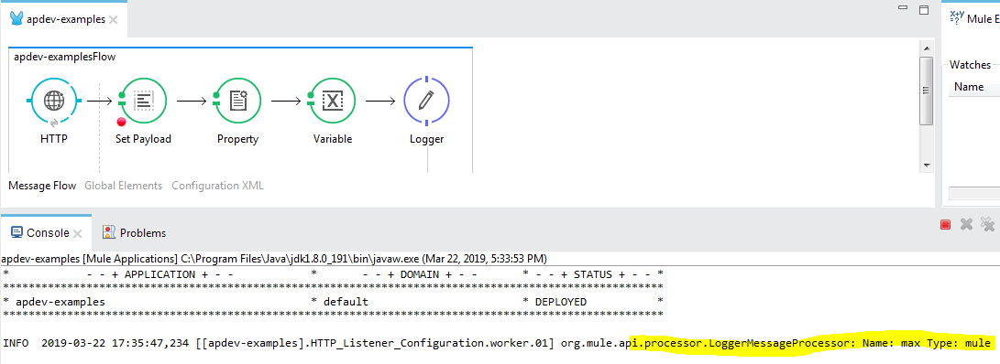 apdev-examples
Mule E
apdev-examplesFlow
Watches
Name
HTTP Set Payload Property Variable Logger
Message Flow Global Elements Configuration XML
Console Problems
apdev-examples [Mule Applications] C:\Program Files\Java\jdk1.8.0_191\bin\javaw.exe (Mar 22, 2019, 5:33:53 PM)
* - - + APPLICATION + - - * - - + DOMAIN + - - * - - + STATUS + - - *
*******************************************************************************************************
* apdev-examples * default * DEPLOYED *
*******************************************************************************************************
INFO 2019-03-22 17:35:47,234 [[apdev-examples].HTTP_Listener_Configuration.worker.01] org.mule.api.processor.LoggerMessageProcessor: Name: max Type: mule